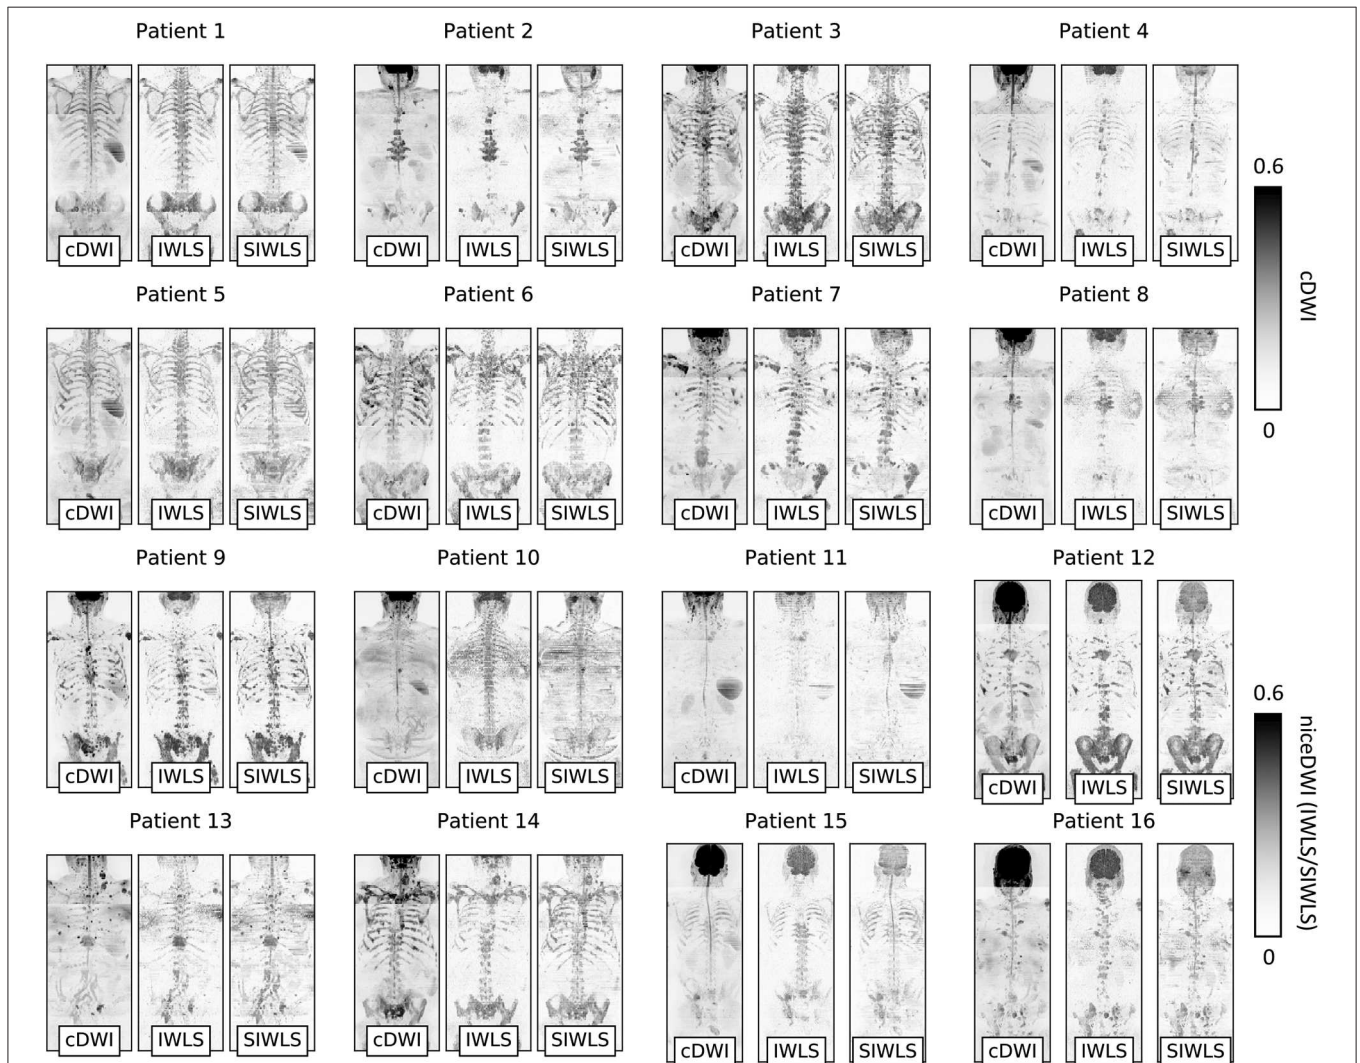 Patient 1
Patient 2
Patient 3
Patient 4
cDWI
IWLS
SIWLS
cDWI
IWLS
SIWLS
cDWI
IWLS
SIWLS
cDWI
IWLS
SIWLS
Patient 5
Patient 6
Patient 7
Patient 8
cDWI
IWLS
SIWLS
cDWI
IWLS
SIWLS
cDWI
IWLS
SIWLS
cDWI
IWLS
SIWLS
0.6
cDWI
0
Patient 9
Patient 10
Patient 11
Patient 12
cDWI
IWLS
SIWLS
cDWI
IWLS
SIWLS
cDWI
IWLS
SIWLS
cDWI
IWLS
SIWLS
Patient 13
Patient 14
Patient 15
Patient 16
cDWI
IWLS
SIWLS
cDWI
IWLS
SIWLS
cDWI
IWLS
SIWLS
cDWI
IWLS
SIWLS
0.6
niceDWI (IWLS/SIWLS)
0